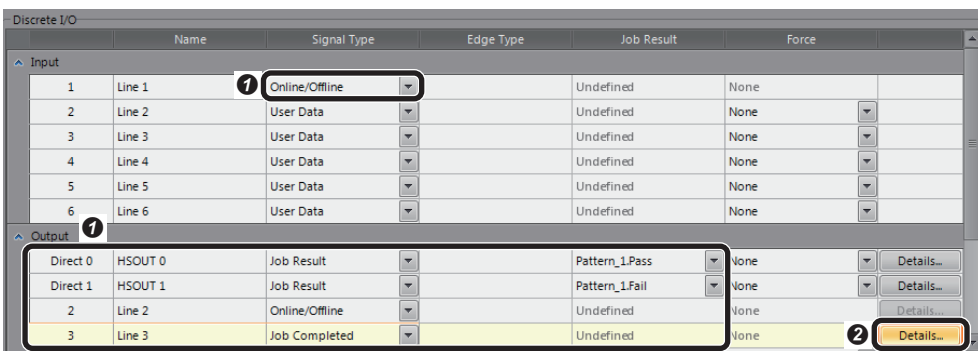 Discrete I/O
Name Signal Type Edge Type Job Result Force
Input
1 Line 1 1 Online/Offline Undefined None
2 Line 2 User Data Undefined None
3 Line 3 User Data Undefined None
4 Line 4 User Data Undefined None
5 Line 5 User Data Undefined None
6 Line 6 User Data Undefined None
Output 1
Direct 0 HSOUT 0 Job Result Pattern_1.Pass None Details...
Direct 1 HSOUT 1 Job Result Pattern_1.Fail None Details...
2 Line 2 Online/Offline Undefined None Details...
3 Line 3 Job Completed Undefined None 2 Details...